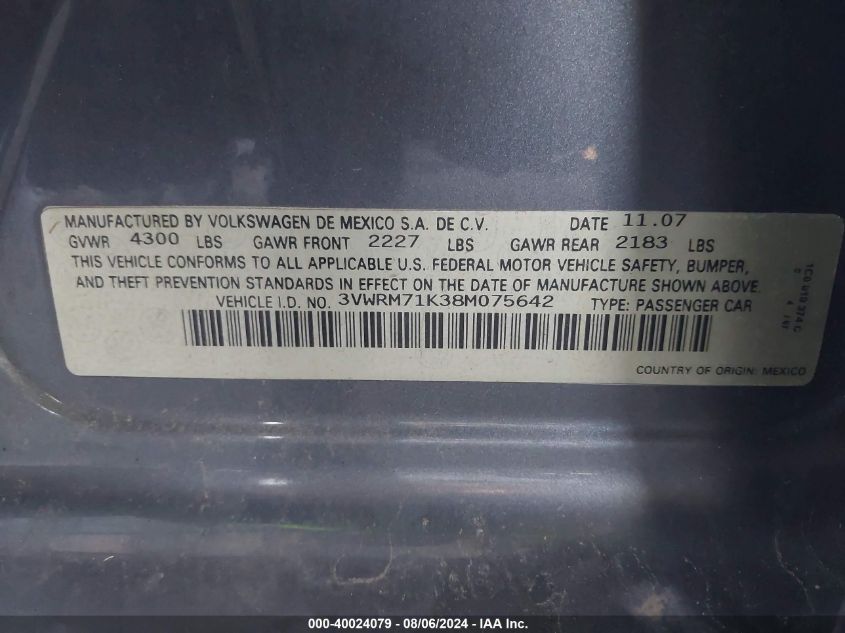 MANUFACTURED BY VOLKSWAGEN DE MEXICO S.A. DE C.V. DATE 11.07
GVWR 4300 LBS GAWR FRONT 2227 LBS GAWR REAR 2183 LBS
THIS VEHICLE CONFORMS TO ALL APPLICABLE U.S. FEDERAL MOTOR VEHICLE SAFETY, BUMPER,
AND THEFT PREVENTION STANDARDS IN EFFECT ON THE DATE OF MANUFACTURE SHOWN ABOVE.
VEHICLE I.D. NO. 3VWRM71K38M075642 TYPE: PASSENGER CAR
COUNTRY OF ORIGIN: MEXICO
000-40024079 - 08/06/2024 - IAA Inc.